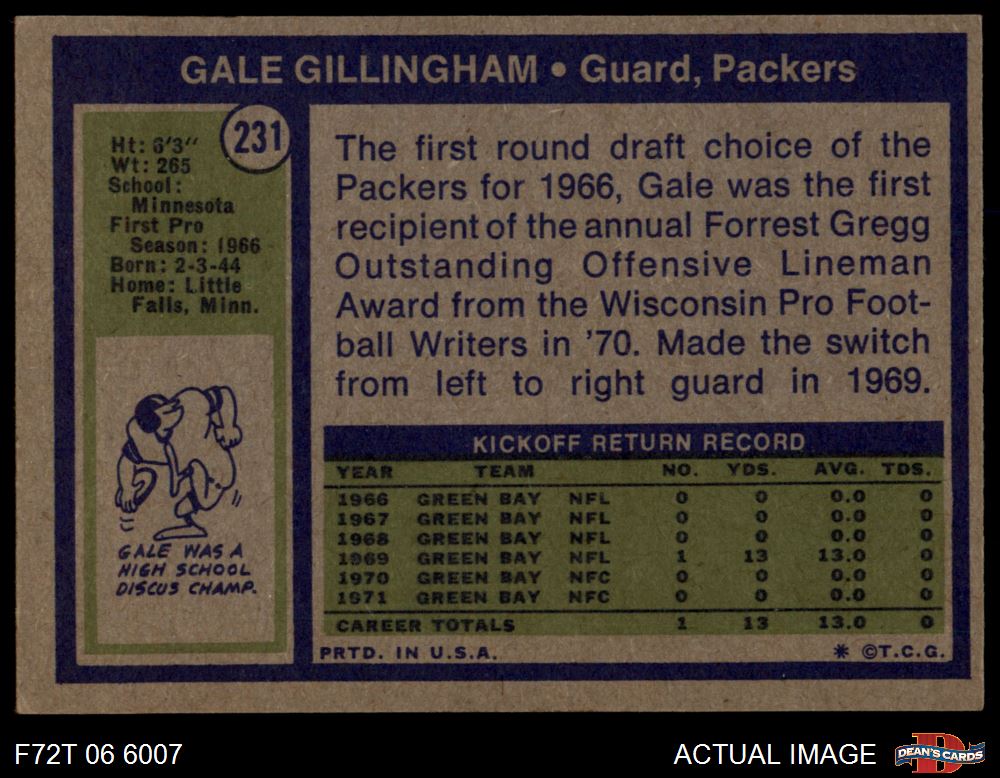 GALE GILLINGHAM • Guard, Packers
231
Ht: 6'3"
Wt: 265
School:
Minnesota
First Pro
Season: 1966
Born: 2-3-44
Home: Little
Falls, Minn.
GALE WAS A
HIGH SCHOOL
DISCUS CHAMP.
The first round draft choice of the
Packers for 1966, Gale was the first
recipient of the annual Forrest Gregg
Outstanding Offensive Lineman
Award from the Wisconsin Pro Foot-
ball Writers in '70. Made the switch
from left to right guard in 1969.
KICKOFF RETURN RECORD
YEAR TEAM NO. YDS. AVG. TDS.
1966 GREEN BAY NFL 0 0 0.0 0
1967 GREEN BAY NFL 0 0 0.0 0
1968 GREEN BAY NFL 0 0 0.0 0
1969 GREEN BAY NFL 1 13 13.0 0
1970 GREEN BAY NFC 0 0 0.0 0
1971 GREEN BAY NFC 0 0 0.0 0
CAREER TOTALS 1 13 13.0 0
PRTD. IN U.S.A. * ©T.C.G.
F72T 06 6007
ACTUAL IMAGE
D
DEAN'S CARDS